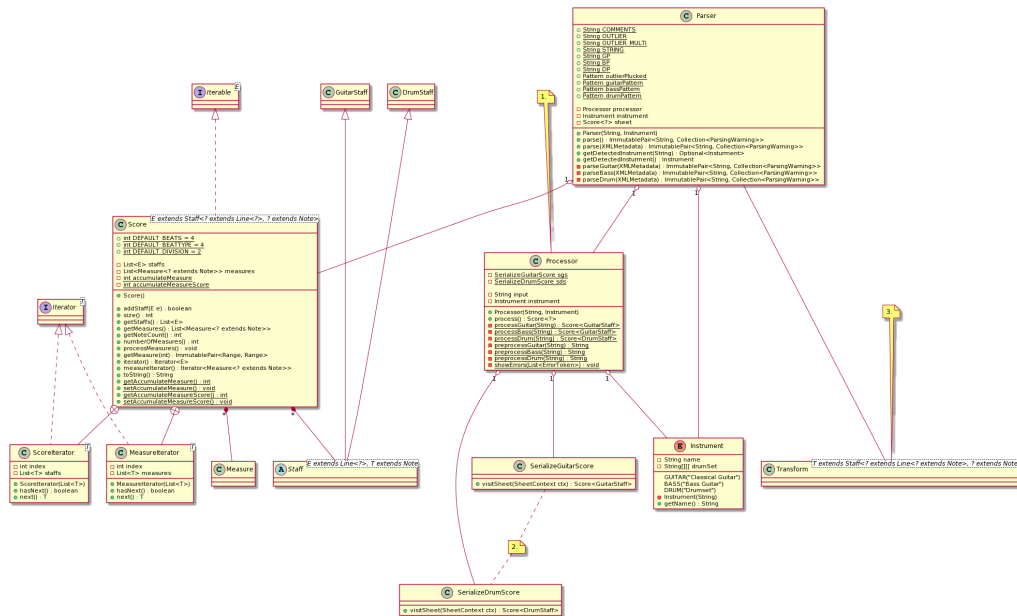 C Parser
String COMMENTS
String OUTLIER
String OUTLIER_MULTI
String STRING
String GP
String BP
String DP
Pattern outlierPlucked
Pattern guitarPattern
Pattern bassPattern
Pattern drumPattern
Processor processor
Instrument instrument
Score<?> sheet
Parser(String, Instrument)
parse() : ImmutablePair<String, Collection<ParsingWarning>>
parse(XMLMetadata) : ImmutablePair<String, Collection<ParsingWarning>>
getDetectedInstrument(String) : Optional<Insturment>
getDetectedInsturment() : Instrument
parseGuitar(XMLMetadata) : ImmutablePair<String, Collection<ParsingWarning>>
parseBass(XMLMetadata) : ImmutablePair<String, Collection<ParsingWarning>>
parseDrum(XMLMetadata) : ImmutablePair<String, Collection<ParsingWarning>>
I Iterable E
C GuitarStaff
C DrumStaff
1.
1
1
1
C Score E extends Staff<? extends Line<?>, ? extends Note>
int DEFAULT_BEATS = 4
int DEFAULT_BEATTYPE = 4
int DEFAULT_DIVISION = 2
List<E> staffs
List<Measure<? extends Note>> measures
int accumulateMeasure
int accumulateMeasureScore
Score()
addStaff(E e) : boolean
size() : int
getStaffs() : List<E>
getMeasures() : List<Measure<? extends Note>>
getNoteCount() : int
numberOfMeasures() : int
processMeasures() : void
getMeasure(int) : ImmutablePair<Range, Range>
iterator() : Iterator<E>
measureIterator() : Iterator<Measure<? extends Note>>
toString() : String
getAccumulateMeasure() : int
setAccumulateMeasure() : void
getAccumulateMeasureScore() : int
setAccumulateMeasureScore() : void
C Processor
SerializeGuitarScore sgs
SerializeDrumScore sds
String input
Instrument instrument
Processor(String, Instrument)
process() : Score<?>
processGuitar(String) : Score<GuitarStaff>
processBass(String) : Score<GuitarStaff>
processDrum(String) : Score<DrumStaff>
preprocessGuitar(String) : String
preprocessBass(String) : String
preprocessDrum(String) : String
showErrors(List<ErrorToken>) : void
I Iterator
3.
1
1
1
*
*
C ScoreIterator T
int index
List<T> staffs
ScoreIterator(List<T>)
hasNext() : boolean
next() : T
C MeasureIterator T
int index
List<T> measures
MeasureIterator(List<T>)
hasNext() : boolean
next() : T
C Measure
A Staff E extends Line<?>, T extends Note
C SerializeGuitarScore
visitSheet(SheetContext ctx) : Score<GuitarStaff>
E Instrument
String name
String[][] drumSet
GUITAR("Classical Guitar")
BASS("Bass Guitar")
DRUM("Drumset")
Instrument(String)
getName() : String
C Transform T extends Staff<? extends Line<? extends Note>, ? extends Note
2.
C SerializeDrumScore
visitSheet(SheetContext ctx) : Score<DrumStaff>